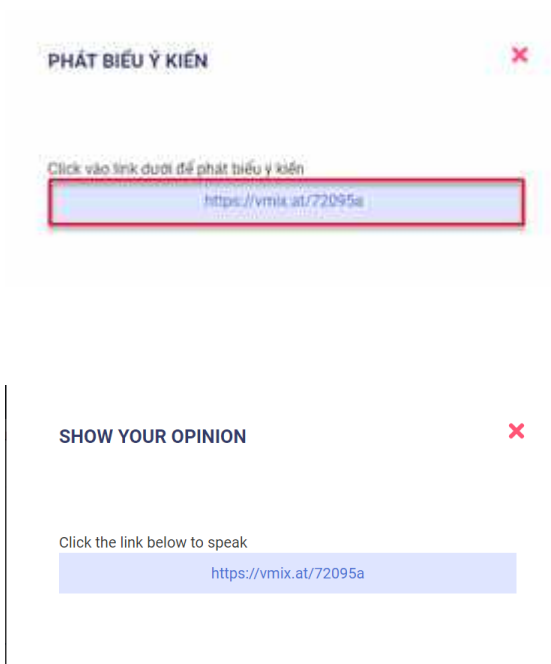 PHÁT BIỂU Ý KIẾN
Click vào link dưới để phát biểu ý kiến
https://vmix.at/72095a
SHOW YOUR OPINION
Click the link below to speak
https://vmix.at/72095a